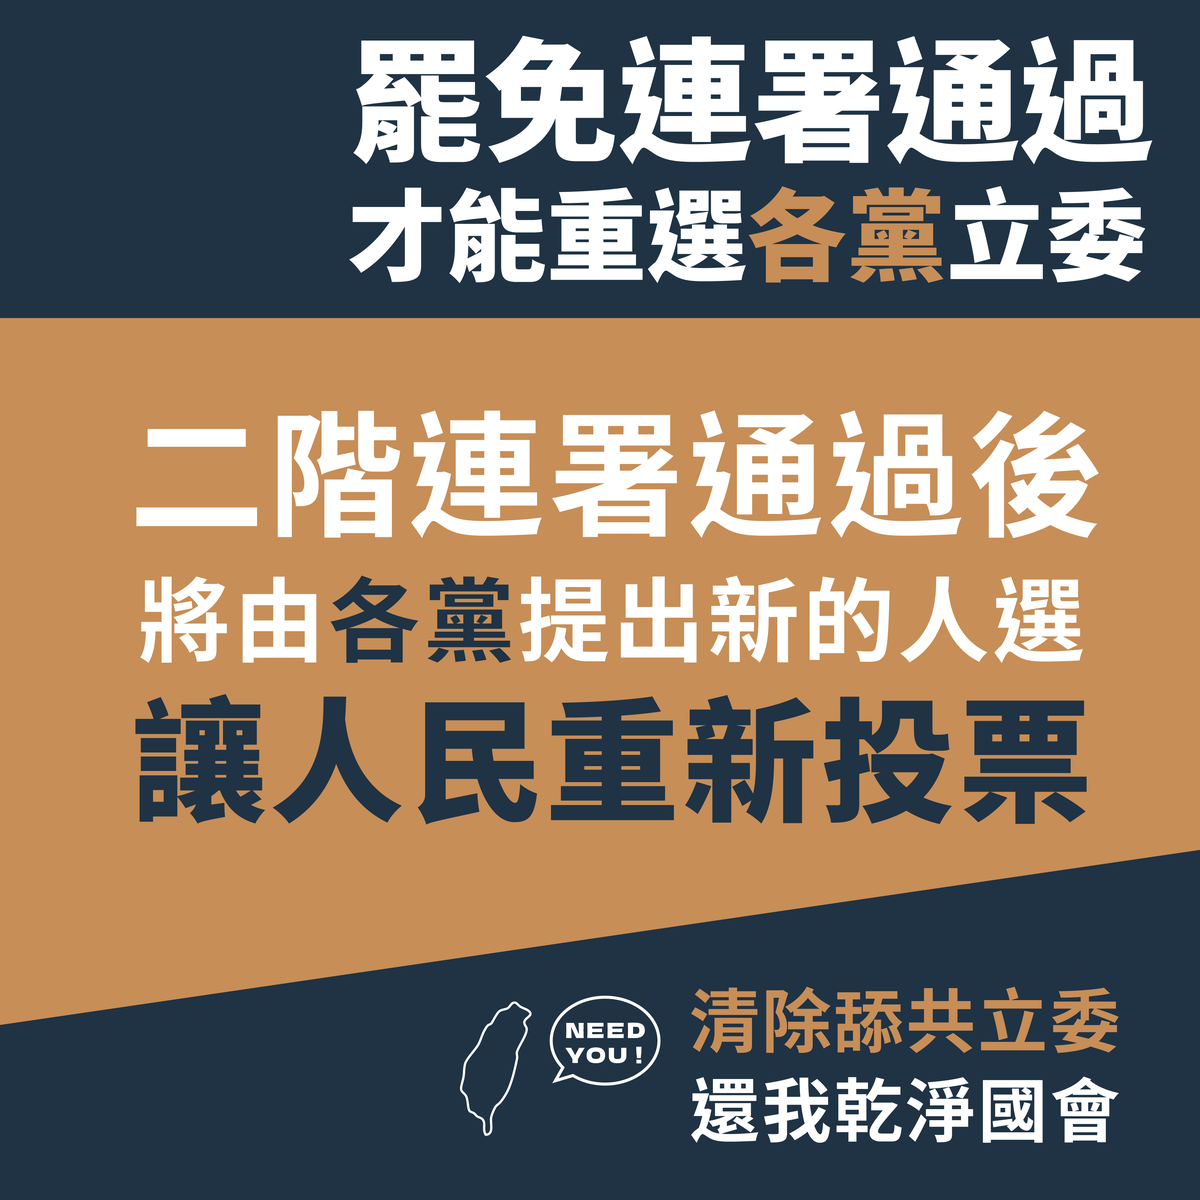 罷免連署通過
才能重選各黨立委
二階連署通過後
將由各黨提出新的人選
讓人民重新投票
NEED
YOU!
清除舔共立委
還我乾淨國會